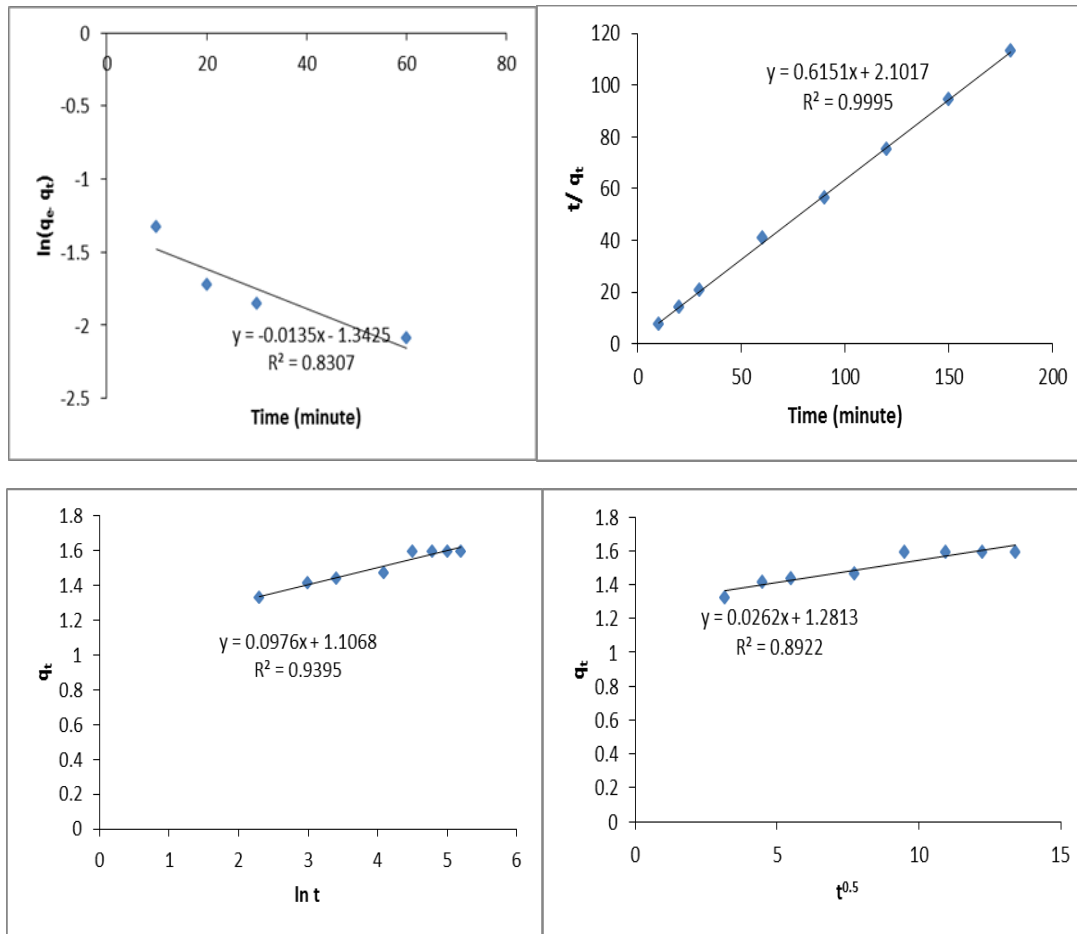 0
0 20 40 60 80
-0.5
-1
-1.5
-2
-2.5
ln(qₑ- qₜ)
y = -0.0135x - 1.3425
R² = 0.8307
Time (minute)
120
100
80
60
40
20
0
t/ qₜ
y = 0.6151x + 2.1017
R² = 0.9995
0 50 100 150 200
Time (minute)
1.8
1.6
1.4
1.2
1
0.8
0.6
0.4
0.2
0
qₜ
y = 0.0976x + 1.1068
R² = 0.9395
0 1 2 3 4 5 6
ln t
1.8
1.6
1.4
1.2
1
0.8
0.6
0.4
0.2
0
qₜ
y = 0.0262x + 1.2813
R² = 0.8922
0 5 10 15
t⁰·⁵